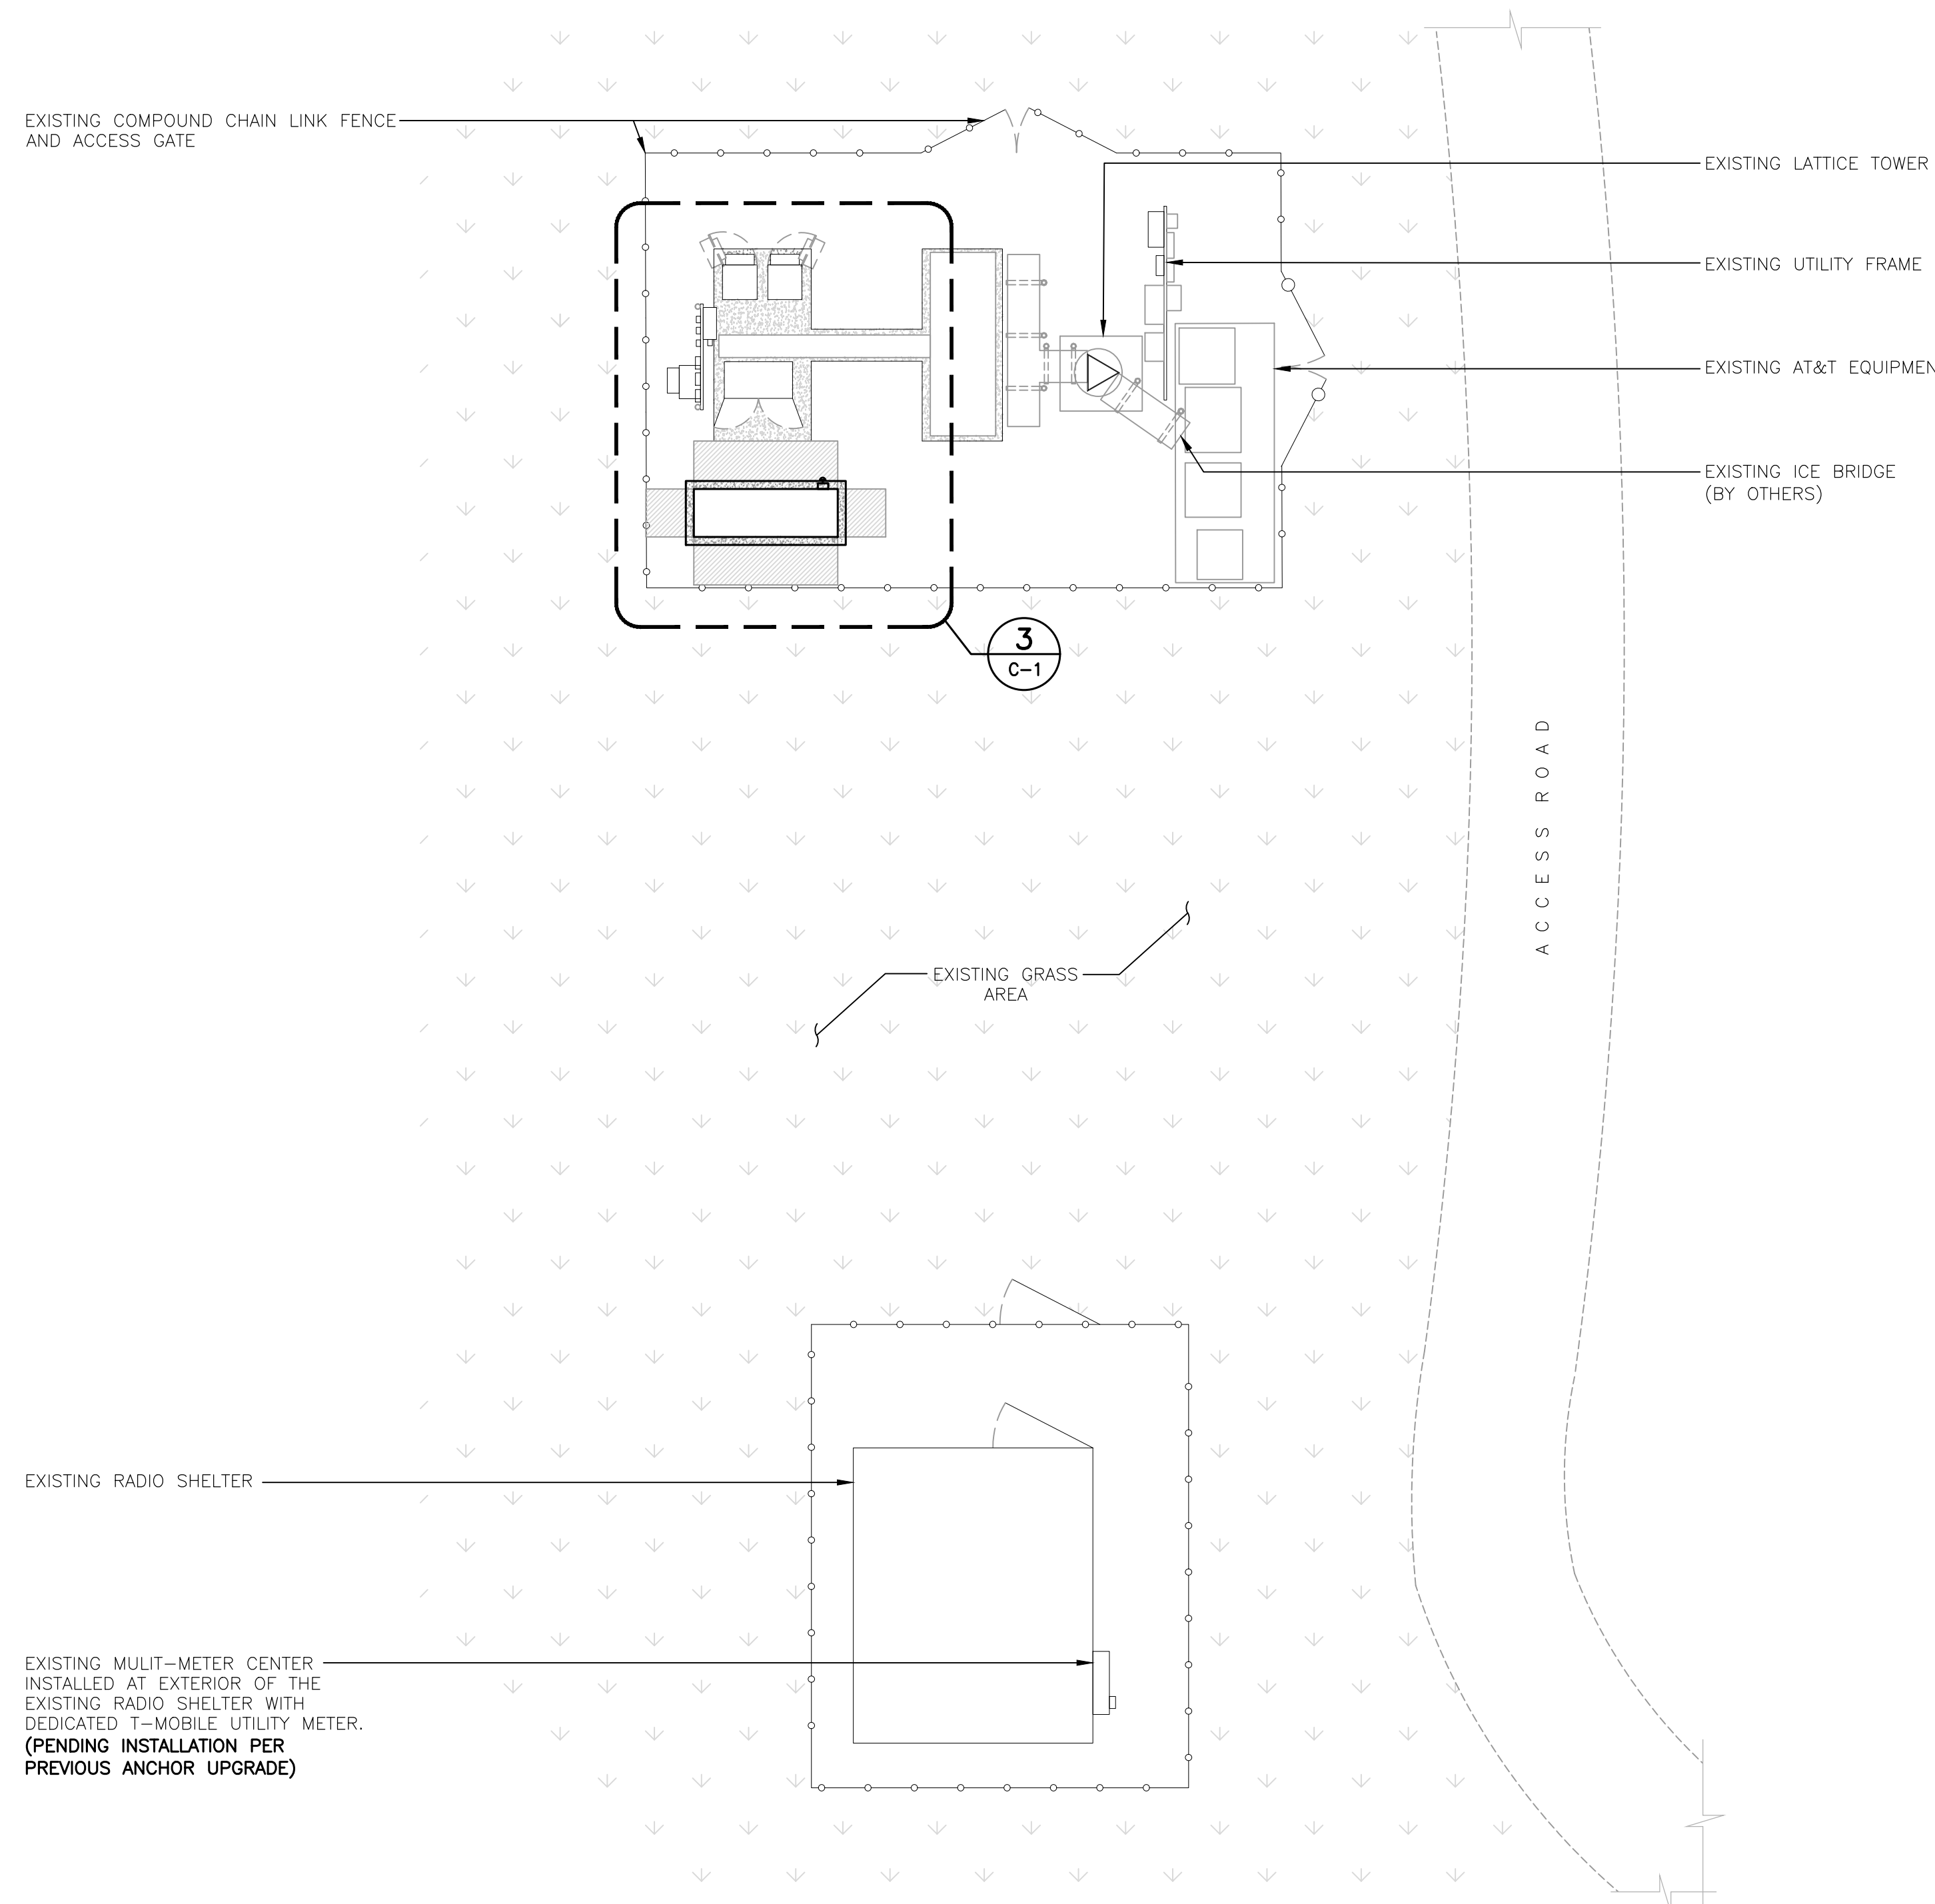 EXISTING COMPOUND CHAIN LINK FENCE
AND ACCESS GATE
EXISTING LATTICE TOWER
EXISTING UTILITY FRAME
EXISTING AT&T EQUIPMEN
EXISTING ICE BRIDGE
(BY OTHERS)
3
C-1
ACCESS ROAD
EXISTING GRASS
AREA
EXISTING RADIO SHELTER
EXISTING MULIT-METER CENTER
INSTALLED AT EXTERIOR OF THE
EXISTING RADIO SHELTER WITH
DEDICATED T-MOBILE UTILITY METER.
(PENDING INSTALLATION PER
PREVIOUS ANCHOR UPGRADE)